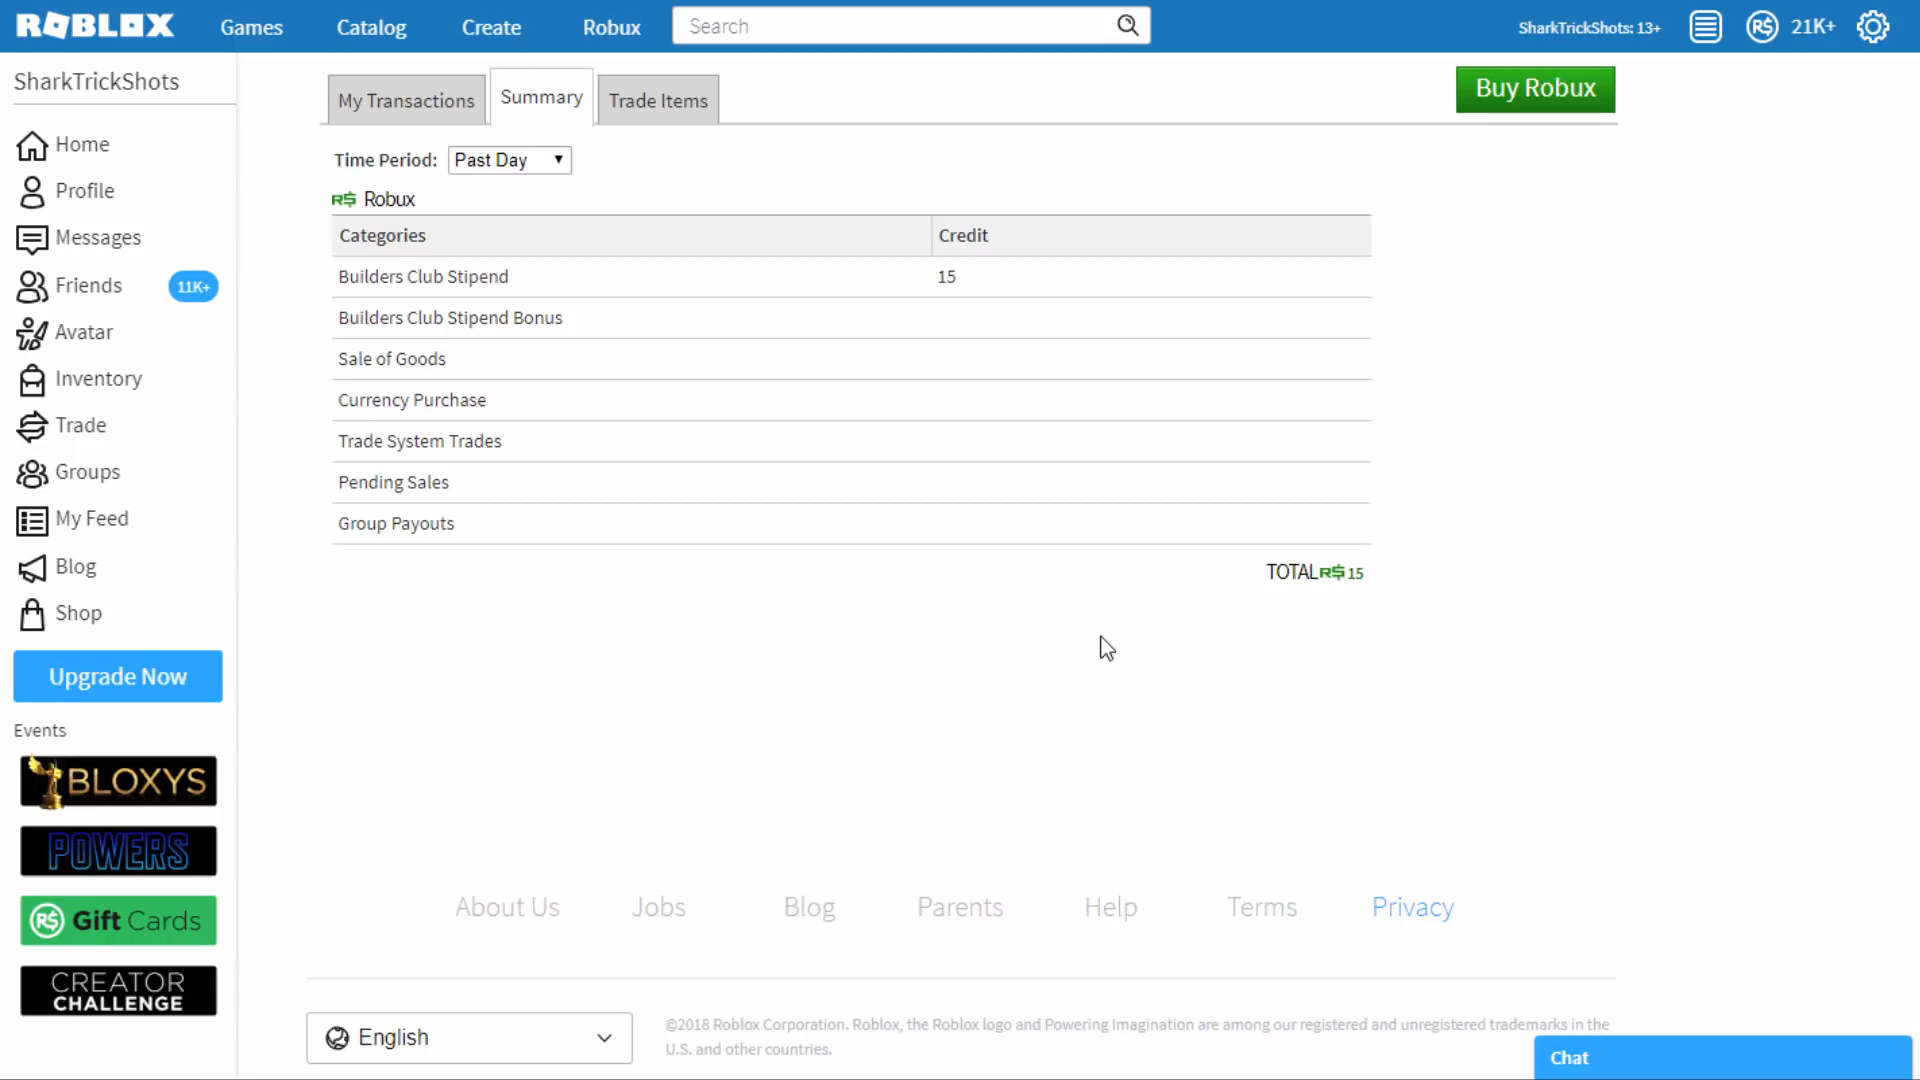 ROBLOX Games Catalog Create Robux Search SharkTrickShots: 13+ R$ 21K+
SharkTrickShots
Home
Profile
Messages
Friends 11K+
Avatar
Inventory
Trade
Groups
My Feed
Blog
Shop
Upgrade Now
Events
BLOXYS
POWERS
R$ Gift Cards
CREATOR
CHALLENGE
My Transactions Summary Trade Items Buy Robux
Time Period: Past Day
R$ Robux
Categories Credit
Builders Club Stipend 15
Builders Club Stipend Bonus
Sale of Goods
Currency Purchase
Trade System Trades
Pending Sales
Group Payouts
TOTAL R$ 15
About Us Jobs Blog Parents Help Terms Privacy
English
©2018 Roblox Corporation. Roblox, the Roblox logo and Powering Imagination are among our registered and unregistered trademarks in the
U.S. and other countries.
Chat